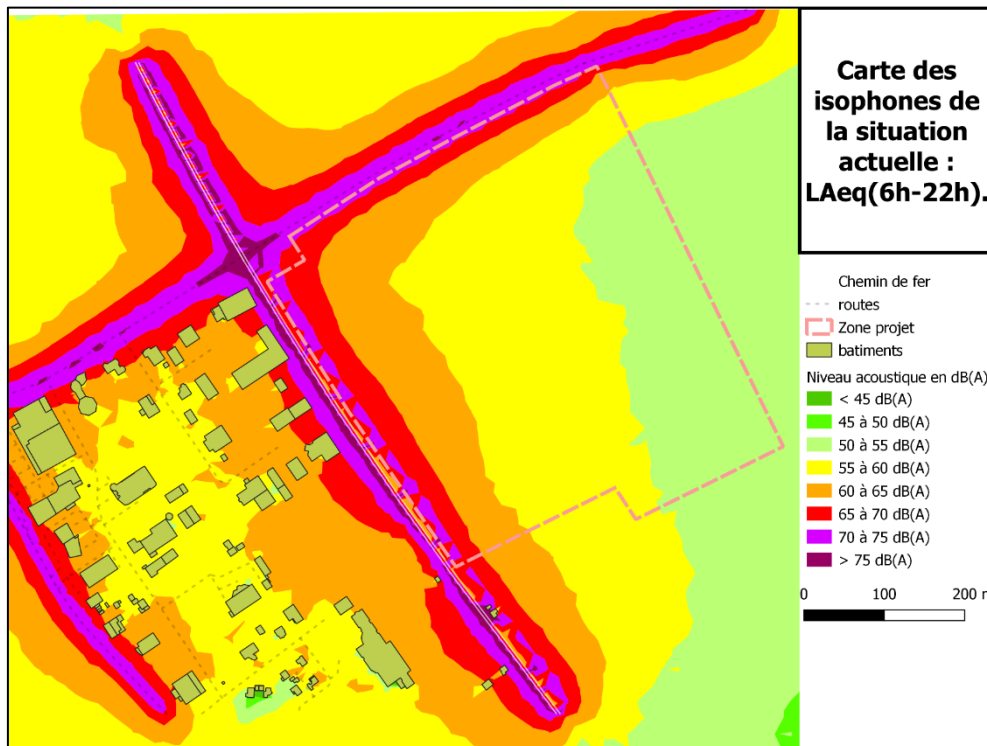 Carte des
isophones de
la situation
actuelle :
LAeq(6h-22h).
Chemin de fer
routes
Zone projet
batiments
Niveau acoustique en dB(A)
< 45 dB(A)
45 à 50 dB(A)
50 à 55 dB(A)
55 à 60 dB(A)
60 à 65 dB(A)
65 à 70 dB(A)
70 à 75 dB(A)
> 75 dB(A)
0 100 200 m